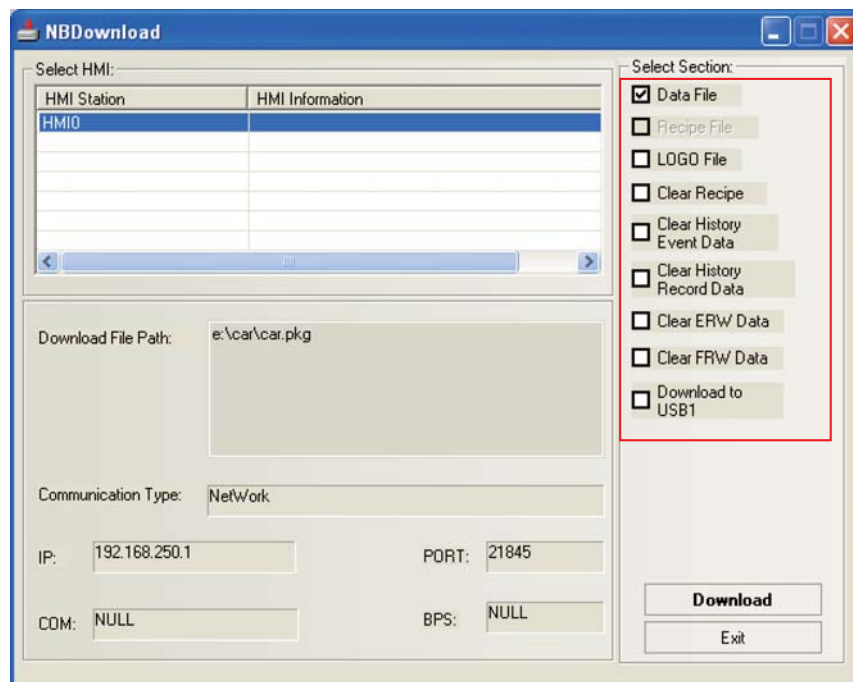 NBDownload
Select HMI:
HMI Station HMI Information
HMI0
Download File Path: e:\car\car.pkg
Communication Type: NetWork
IP: 192.168.250.1 PORT: 21845
COM: NULL BPS: NULL
Select Section:
Data File
Recipe File
LOGO File
Clear Recipe
Clear History
Event Data
Clear History
Record Data
Clear ERW Data
Clear FRW Data
Download to
USB1
Download
Exit